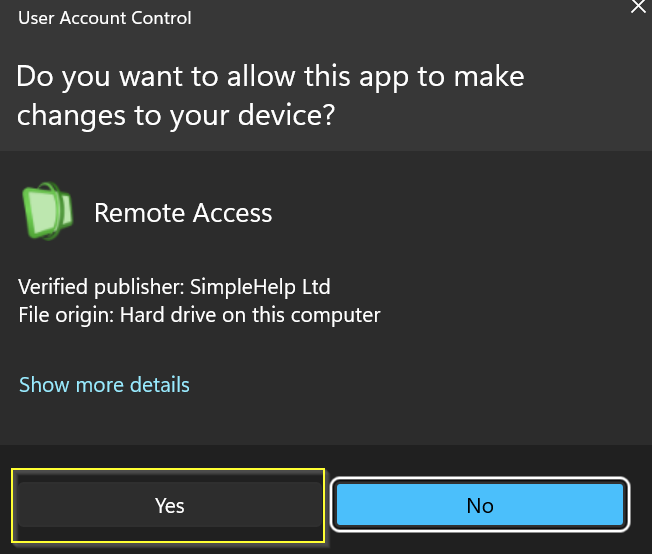 User Account Control
Do you want to allow this app to make
changes to your device?
Remote Access
Verified publisher: SimpleHelp Ltd
File origin: Hard drive on this computer
Show more details
Yes
No